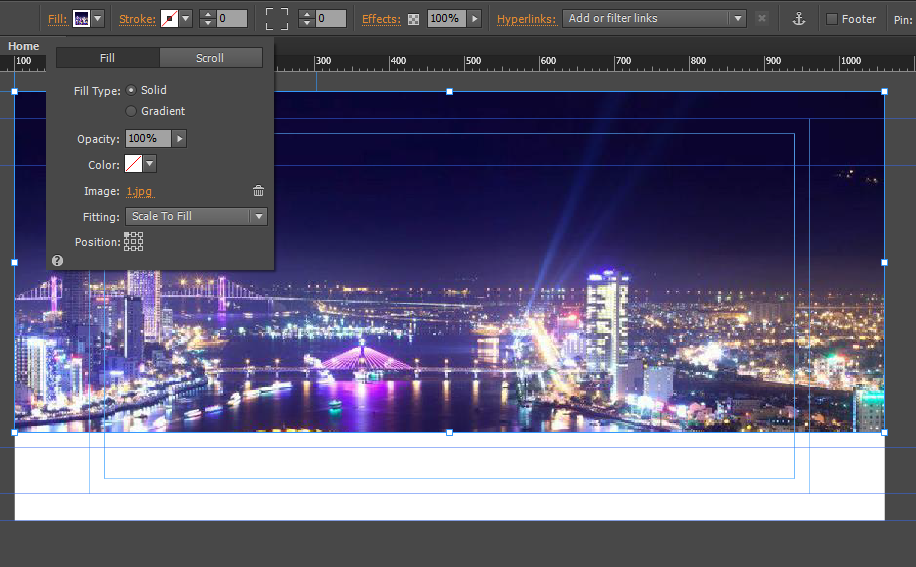 Fill: Stroke: 0 0 Effects: 100% Hyperlinks: Add or filter links Footer Pin:
Home
100 300 400 500 600 700 800 900 1000
Fill Scroll
Fill Type: Solid
Gradient
Opacity: 100%
Color:
Image: 1.jpg
Fitting: Scale To Fill
Position:
?